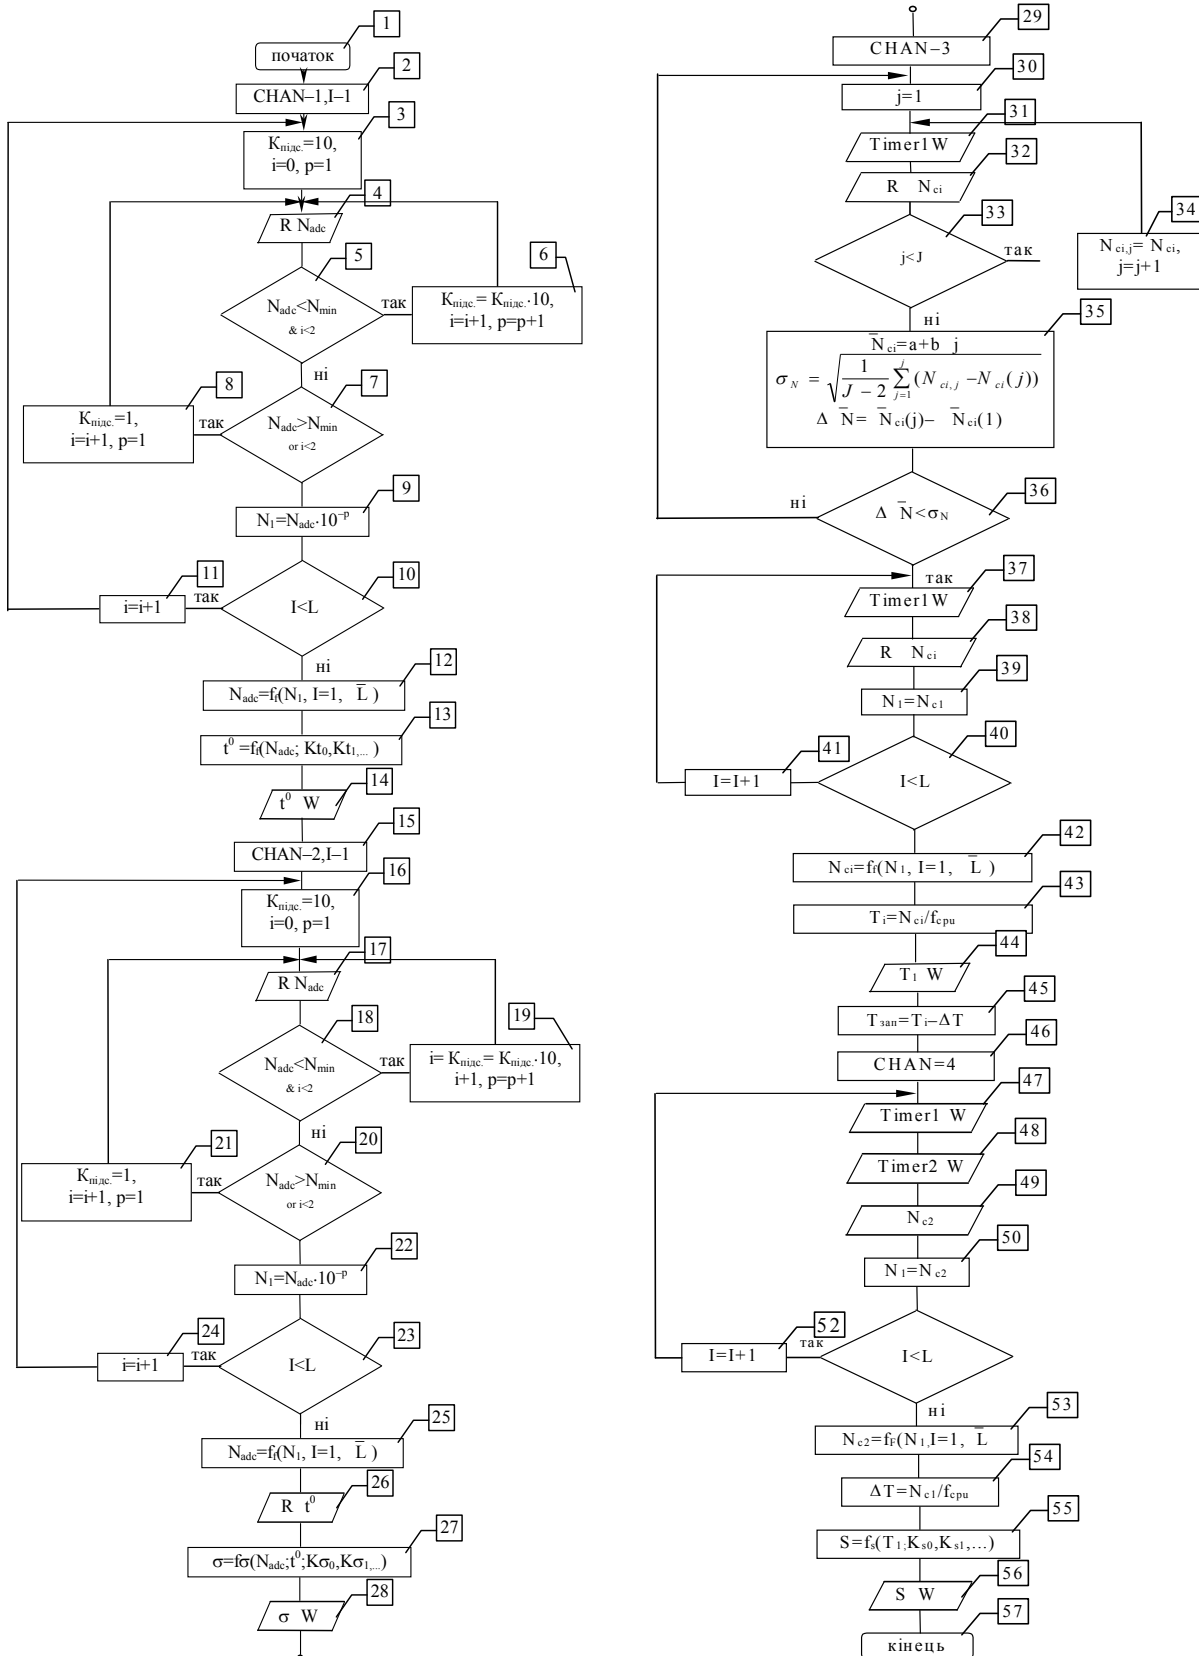 1
початок
2
CHAN–1,I–1
3
Kпідс.=10,
i=0, p=1
4
R Nadc
5
Nadc<Nmin
& i<2
так
6
Kпідс.= Kпідс.·10,
i=i+1, p=p+1
ні
7
Nadc>Nmin
or i<2
так
8
Kпідс.=1,
i=i+1, p=1
9
N1=Nadc·10–p
10
I<L
так
11
i=i+1
ні
12
Nadc=ff(N1, I=1, L̅ )
13
t0 =ff(Nadc; Kt0,Kt1,...)
14
t0 W
15
CHAN–2,I–1
16
Kпідс.=10,
i=0, p=1
17
R Nadc
18
Nadc<Nmin
& i<2
так
19
i= Kпідс.= Kпідс.·10,
i+1, p=p+1
ні
20
Nadc>Nmin
or i<2
так
21
Kпідс.=1,
i=i+1, p=1
22
N1=Nadc·10–p
23
I<L
так
24
i=i+1
ні
25
Nadc=ff(N1, I=1, L̅ )
26
R t0
27
σ=fσ(Nadc;t0;Kσ0,Kσ1,...)
28
σ W
29
CHAN–3
30
j=1
31
Timer1W
32
R Nci
33
j<J
так
34
Nci,j= Nci,
j=j+1
ні
35
N̅ci=a+b j
σN = √(1/(J – 2) ∑ j=1 j (Nci,j –Nci(j)))
Δ N̅= N̅ci(j)– N̅ci(1)
36
Δ N̅<σN
ні
так
37
Timer1W
38
R Nci
39
N1=Nc1
40
I<L
41
I=I+1
42
Nci=ff(N1, I=1, L̅ )
43
Ti=Nci/fcpu
44
T1 W
45
Tзап=Ti–ΔT
46
CHAN=4
47
Timer1 W
48
Timer2 W
49
Nc2
50
N1=Nc2
I<L
так
52
I=I+1
ні
53
Nc2=fF(N1,I=1, L̅
54
ΔT=Nc1/fcpu
55
S=fs(T1;Ks0,Ks1,...)
56
S W
57
кінець